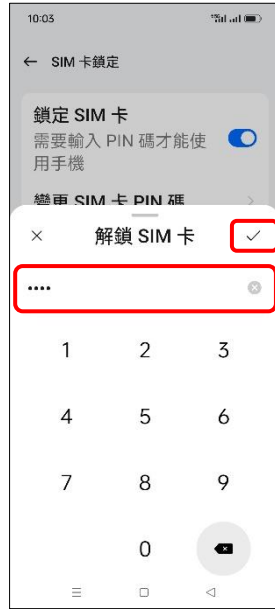 10:03
SIM 卡鎖定
鎖定 SIM 卡
需要輸入 PIN 碼才能使
用手機
變更 SIM 卡 PIN 碼
解鎖 SIM 卡
••••
1 2 3
4 5 6
7 8 9
0